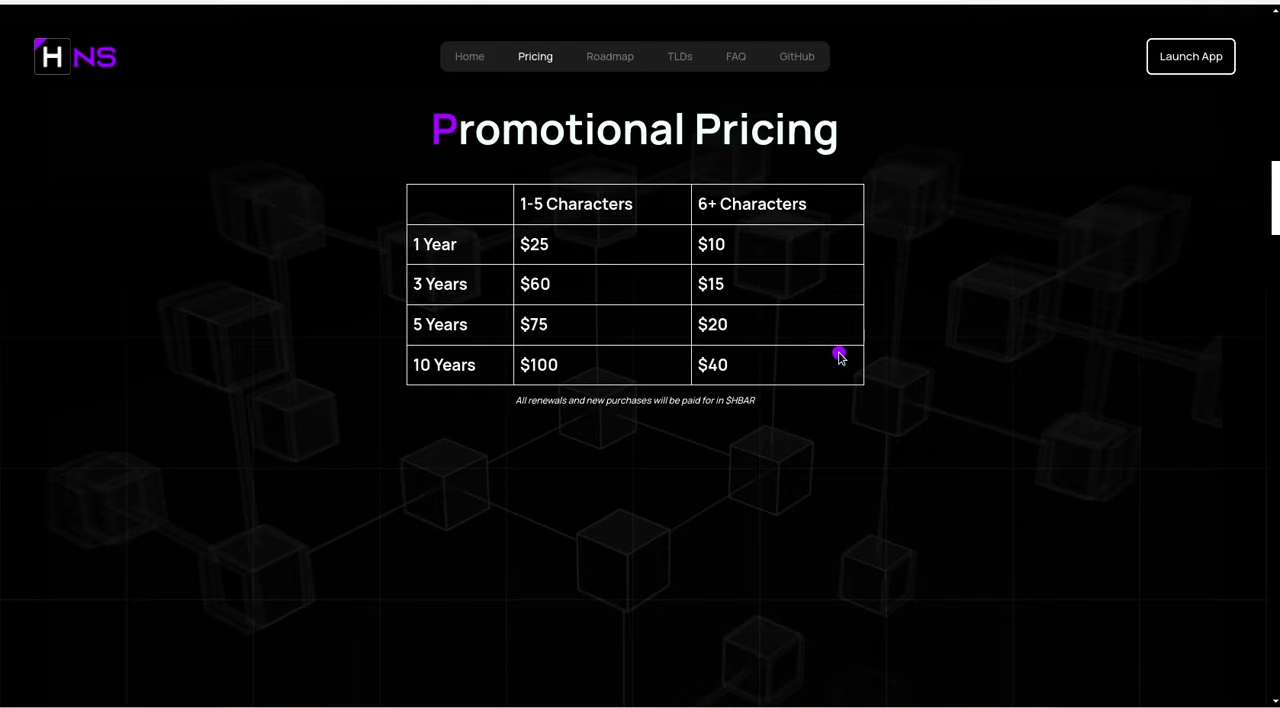 H NS
Home Pricing Roadmap TLDs FAQ GitHub
Launch App
Promotional Pricing
1-5 Characters 6+ Characters
1 Year $25 $10
3 Years $60 $15
5 Years $75 $20
10 Years $100 $40
All renewals and new purchases will be paid for in $HBAR